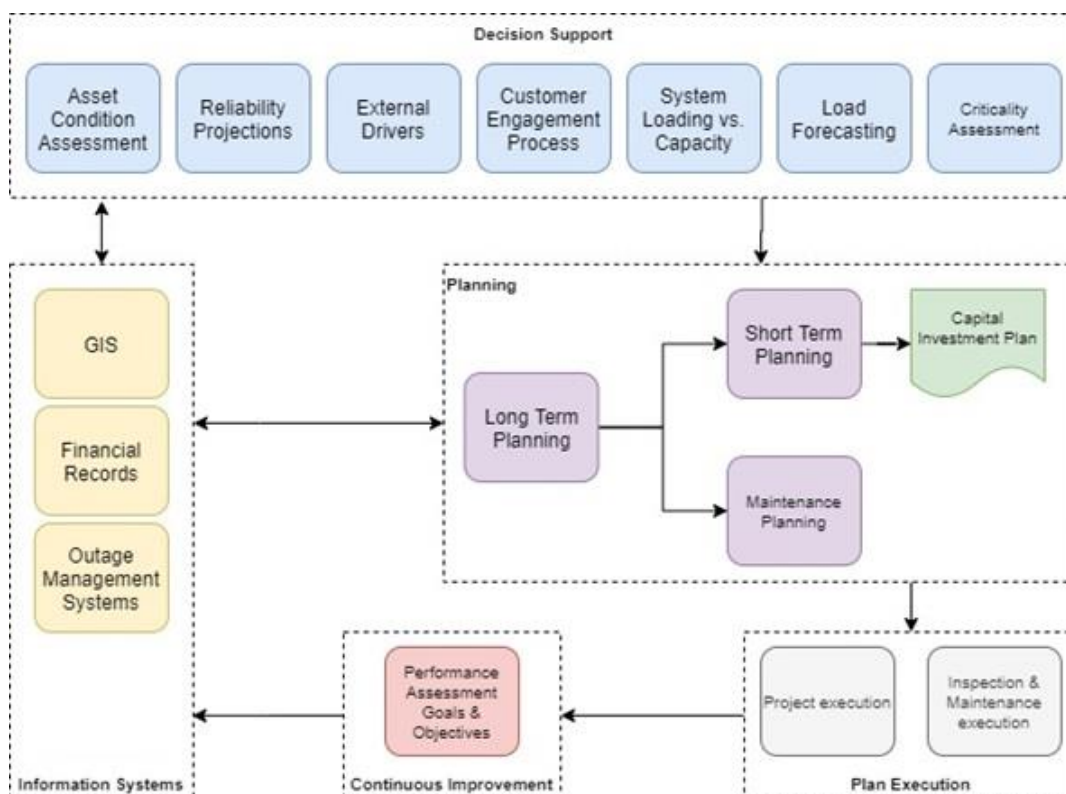 Decision Support
Asset
Condition
Assessment
Reliability
Projections
External
Drivers
Customer
Engagement
Process
System
Loading vs.
Capacity
Load
Forecasting
Criticality
Assessment
GIS
Financial
Records
Outage
Management
Systems
Information Systems
Planning
Long Term
Planning
Short Term
Planning
Capital
Investment Plan
Maintenance
Planning
Performance
Assessment
Goals &
Objectives
Continuous Improvement
Project execution
Inspection &
Maintenance
execution
Plan Execution